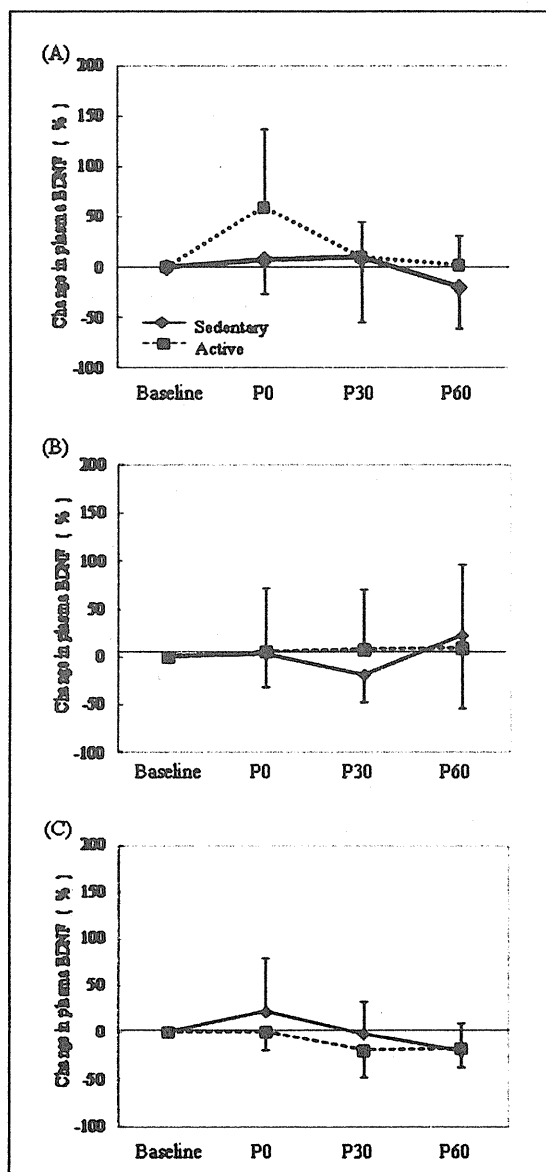 (A)
Change in plasma BDNF ( % )
200
150
100
50
0
-50
-100
Sedentary
Active
Baseline P0 P30 P60
(B)
Change in plasma BDNF ( % )
200
150
100
50
0
-50
-100
Baseline P0 P30 P60
(C)
Change in plasma BDNF ( % )
200
150
100
50
0
-50
-100
Baseline P0 P30 P60